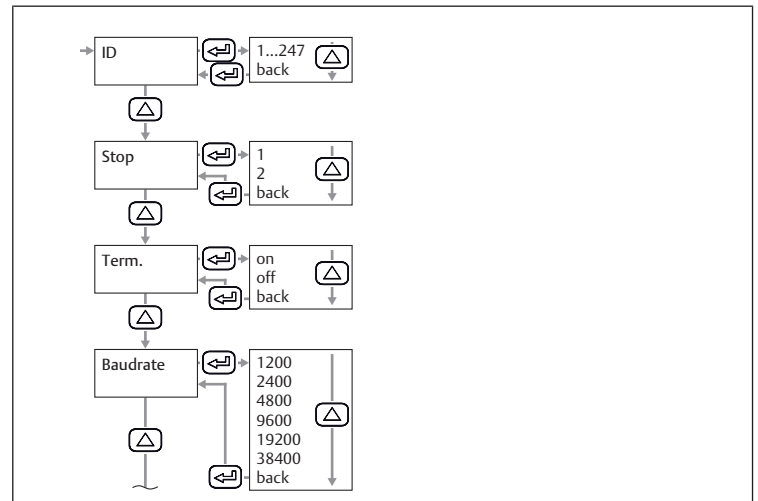 ID
1...247
back
Stop
1
2
back
Term.
on
off
back
Baudrate
1200
2400
4800
9600
19200
38400
back